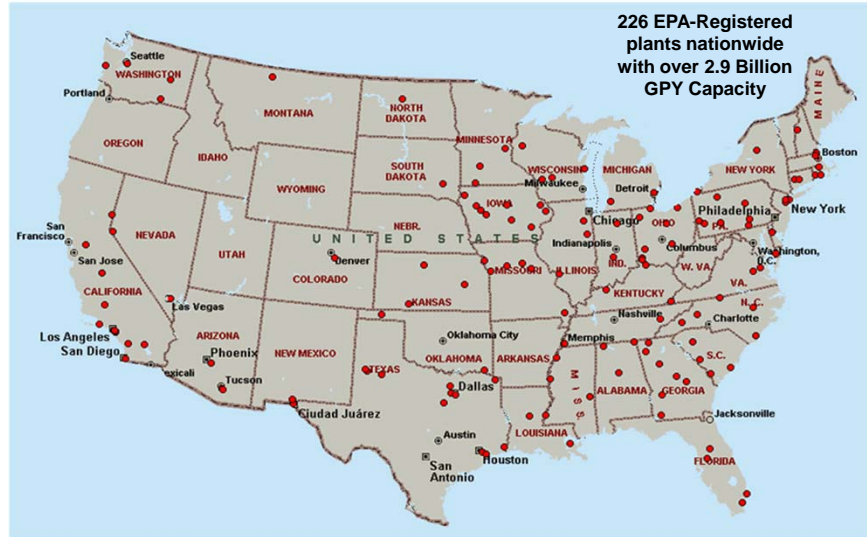 226 EPA-Registered
plants nationwide
with over 2.9 Billion
GPY Capacity
Seattle
WASHINGTON
Portland
MONTANA
NORTH
DAKOTA
MINNESOTA
MAINE
OREGON
IDAHO
SOUTH
DAKOTA
WISCONSIN
MICHIGAN
NEW YORK
Boston
WYOMING
Mawaukee
Detroit
IOWA
Chicago
Philadelphia
New York
NEVADA
NEBR.
OHIO
PA.
San
Francisco
UTAH
UNITED STATES
Indianapolis
Columbus
Washington,
D.C.
San Jose
Denver
COLORADO
ILLINOIS
IND.
W. VA.
VA.
CALIFORNIA
Las Vegas
KANSAS
MISSOURI
KENTUCKY
N. C.
Nashville
Charlotte
Los Angeles
ARIZONA
Oklahoma City
Memphis
San Diego
Phoenix
NEW MEXICO
OKLAHOMA
ARKANSAS
S.C.
Mexicali
Tucson
TEXAS
MISS.
ALABAMA
GEORGIA
Dallas
Ciudad Juárez
Jacksonville
Austin
LOUISIANA
Houston
San
Antonio
FLORIDA